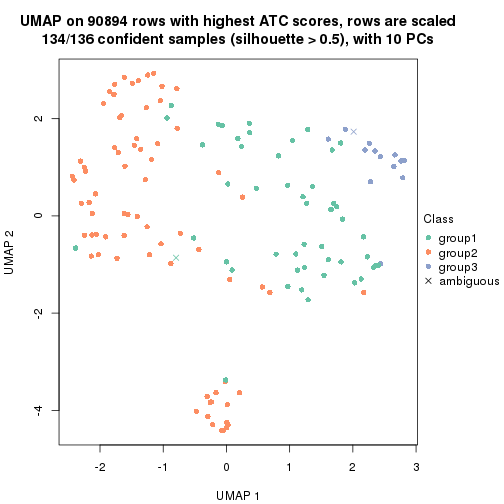 UMAP on 90894 rows with highest ATC scores, rows are scaled
134/136 confident samples (silhouette > 0.5), with 10 PCs
2
0
-2
-4
UMAP 2
-2
-1
0
1
2
3
UMAP 1
Class
group1
group2
group3
ambiguous